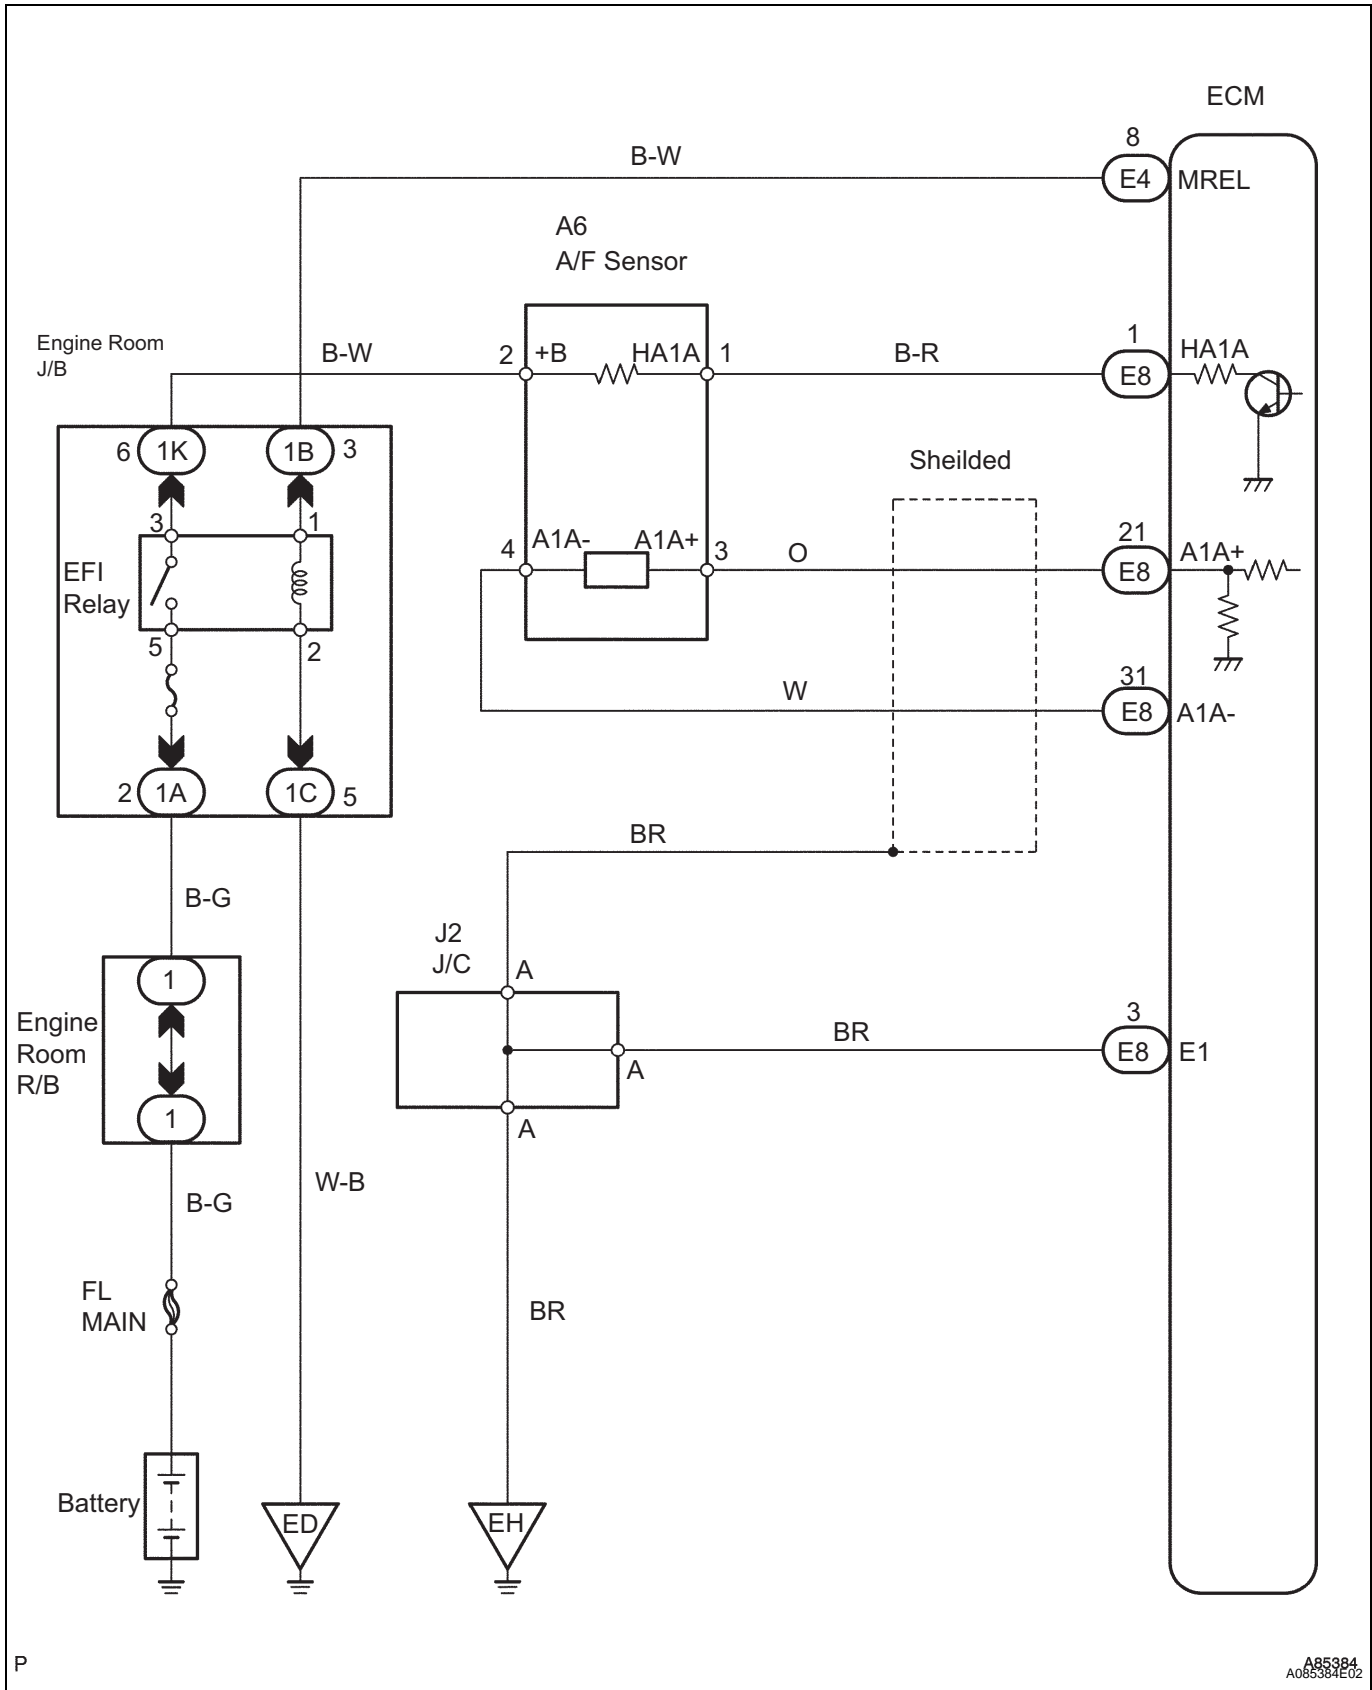 ECM
8
B-W
E4
MREL
A6
A/F Sensor
Engine Room
J/B
B-W
2
+B
HA1A
1
B-R
1
E8
HA1A
6
1K
1B
3
Sheilded
3
1
4
A1A-
A1A+
3
O
21
E8
A1A+
EFI
Relay
5
2
W
31
E8
A1A-
2
1A
1C
5
BR
B-G
J2
J/C
A
1
Engine
Room
R/B
BR
3
E8
E1
A
1
A
W-B
B-G
FL
MAIN
BR
Battery
ED
EH
P
A85384
A085384E02